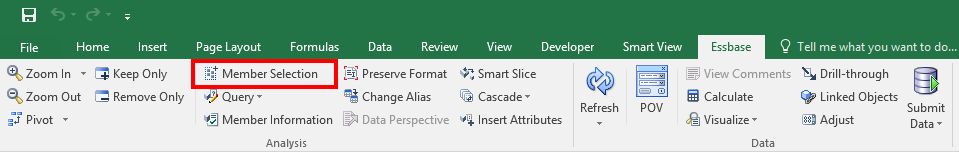 File Home Insert Page Layout Formulas Data Review View Developer Smart View Essbase Tell me what you want to do...
Zoom In Keep Only Member Selection Preserve Format Smart Slice View Comments Drill-through
Zoom Out Remove Only Query Change Alias Cascade Refresh POV Calculate Linked Objects Submit
Pivot Member Information Data Perspective Insert Attributes Visualize Adjust Data
Analysis Data